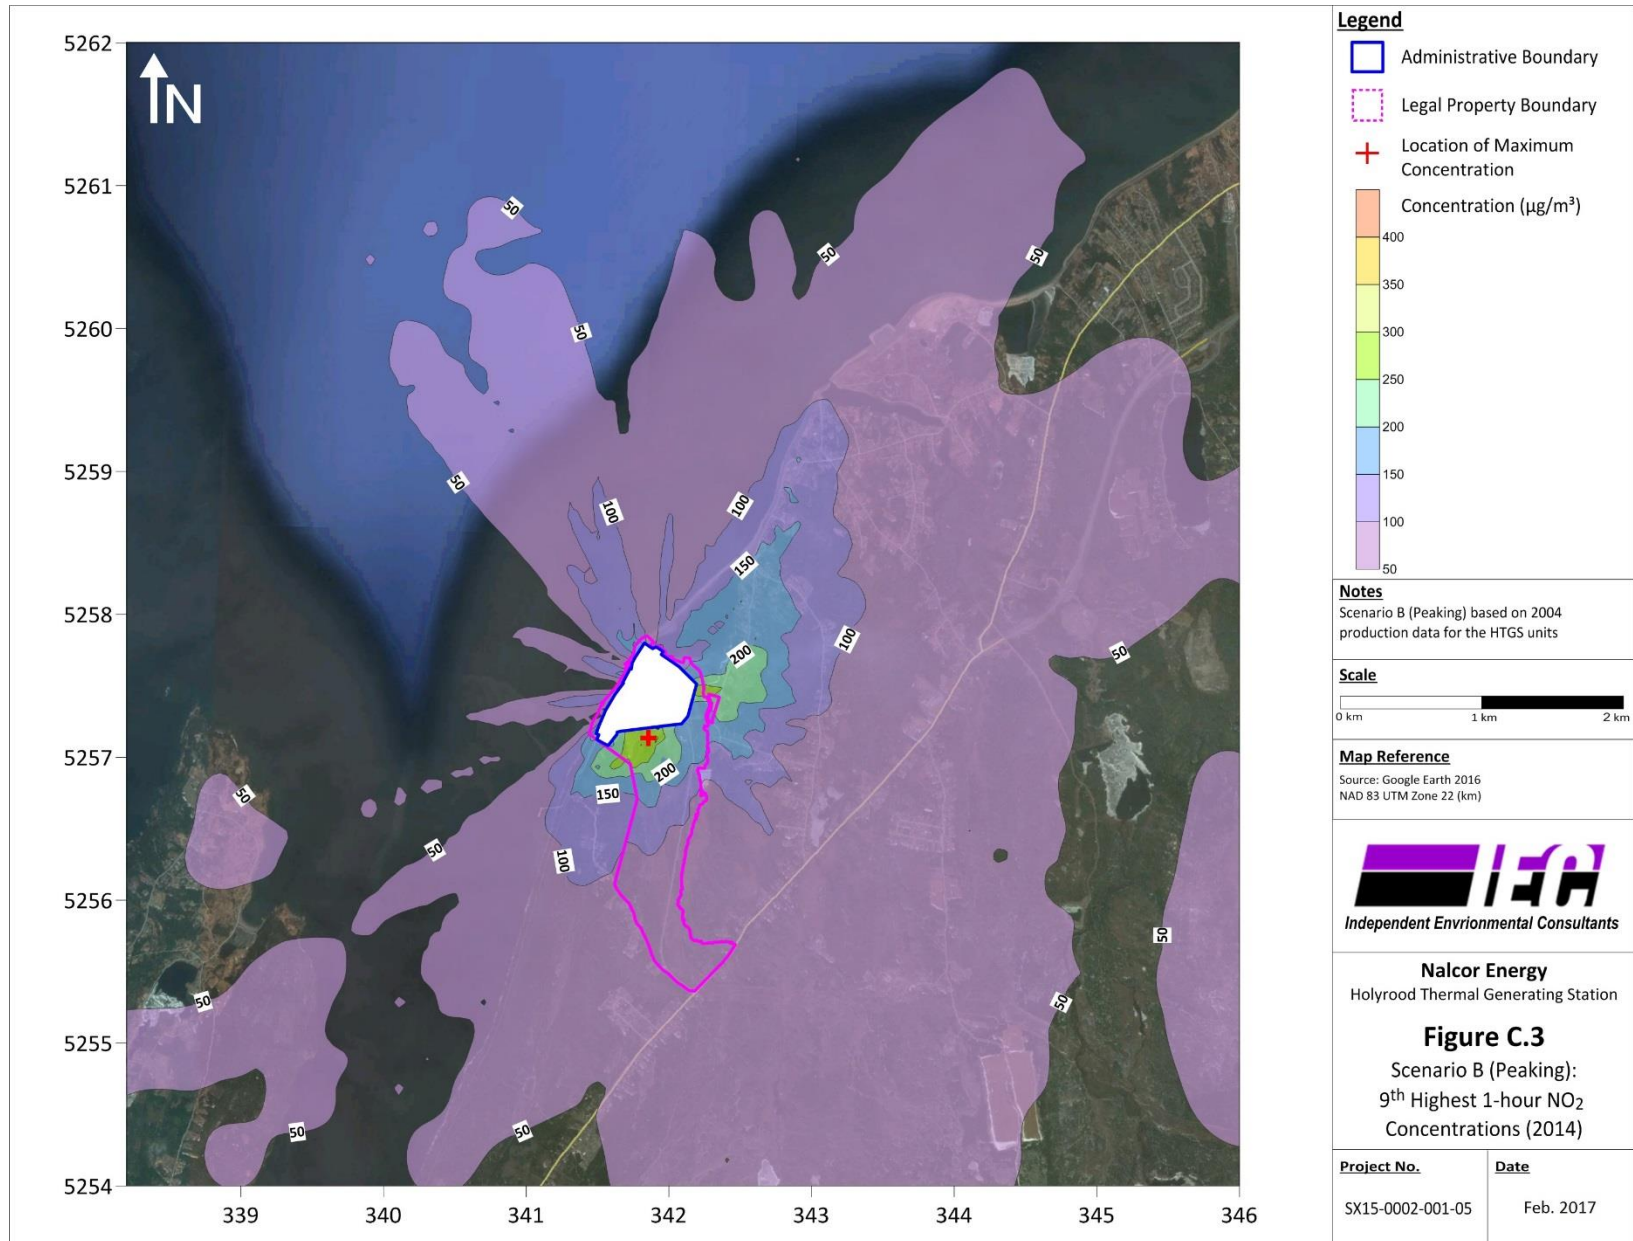 5262
5261
5260
5259
5258
5257
5256
5255
5254
339
340
341
342
343
344
345
346
N
50
50
50
50
50
100
100
150
200
100
50
200
150
100
50
50
50
50
50
50
50
Legend
Administrative Boundary
Legal Property Boundary
Location of Maximum
Concentration
Concentration (µg/m³)
400
350
300
250
200
150
100
50
Notes
Scenario B (Peaking) based on 2004
production data for the HTGS units
Scale
0 km
1 km
2 km
Map Reference
Source: Google Earth 2016
NAD 83 UTM Zone 22 (km)
IEC
Independent Envrionmental Consultants
Nalcor Energy
Holyrood Thermal Generating Station
Figure C.3
Scenario B (Peaking):
9th Highest 1-hour NO2
Concentrations (2014)
Project No.
SX15-0002-001-05
Date
Feb. 2017